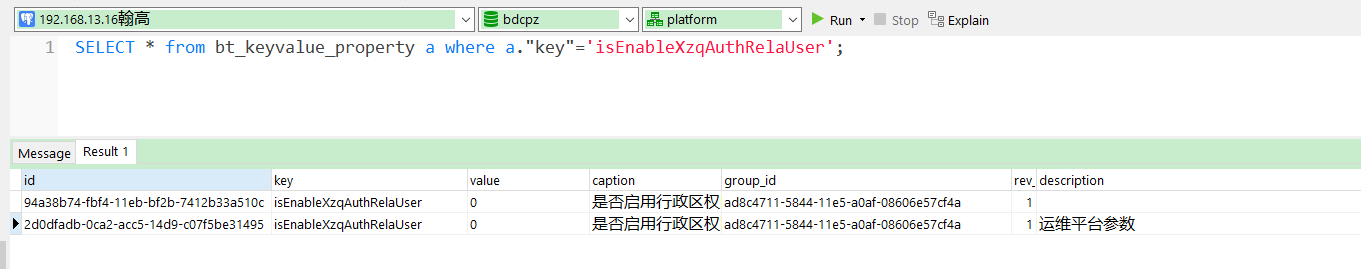 192.168.13.16翰高 bdcpz platform Run Stop Explain
1 SELECT * from bt_keyvalue_property a where a."key"='isEnableXzqAuthRelaUser';
Message Result 1
id key value caption group_id rev_ description
94a38b74-fbf4-11eb-bf2b-7412b33a510c isEnableXzqAuthRelaUser 0 是否启用行政区权 ad8c4711-5844-11e5-a0af-08606e57cf4a 1
2d0dfadb-0ca2-acc5-14d9-c07f5be31495 isEnableXzqAuthRelaUser 0 是否启用行政区权 ad8c4711-5844-11e5-a0af-08606e57cf4a 1 运维平台参数